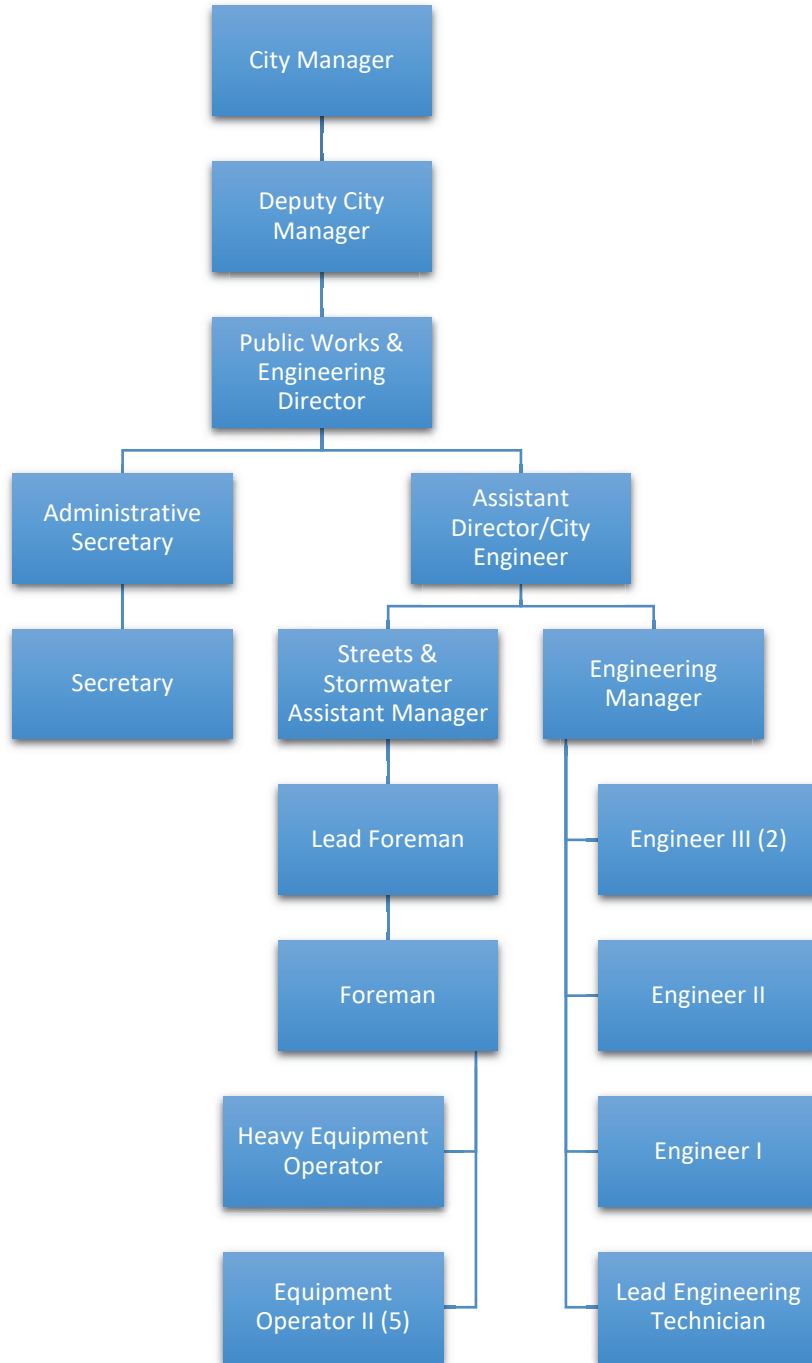 City Manager
Deputy City
Manager
Public Works &
Engineering
Director
Administrative
Secretary
Assistant
Director/City
Engineer
Secretary
Streets &
Stormwater
Assistant Manager
Engineering
Manager
Lead Foreman
Engineer III (2)
Foreman
Engineer II
Heavy Equipment
Operator
Engineer I
Equipment
Operator II (5)
Lead Engineering
Technician